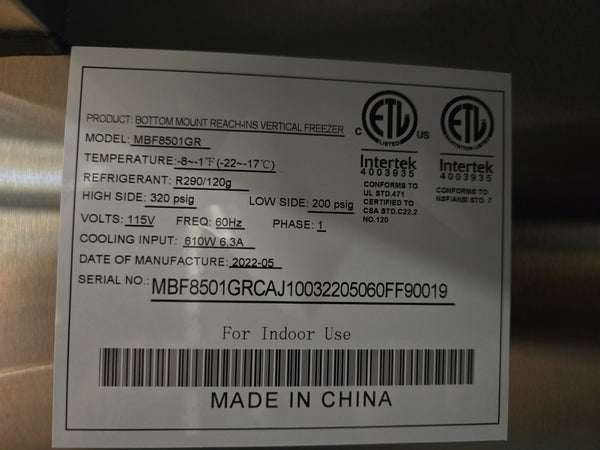 PRODUCT: BOTTOM MOUNT REACH-INS VERTICAL FREEZER
MODEL: MBF8501GR
TEMPERATURE: -8~-1°F(-22~-17℃)
REFRIGERANT: R290/120g
HIGH SIDE: 320 psig LOW SIDE: 200 psig
VOLTS: 115V FREQ: 60Hz PHASE: 1
COOLING INPUT: 610W 6.3A
DATE OF MANUFACTURE: 2022-05
SERIAL NO.: MBF8501GRCAJ10032205060FF90019
For Indoor Use
MADE IN CHINA
C ETL US
LISTED
Intertek
4003935
CONFORMS TO
UL STD.471
CERTIFIED TO
CSA STD.C22.2
NO.120
ETL
SANITATION LISTED
Intertek
4003935
CONFORMS TO
NSF/ANSI STD. 7